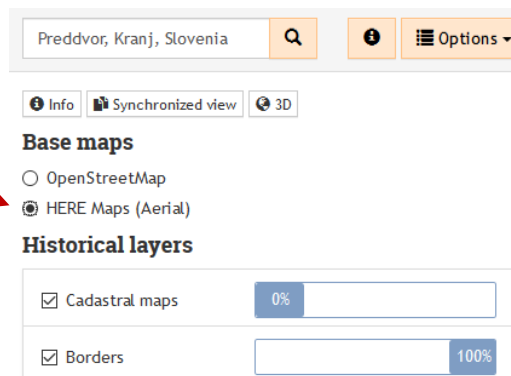 Preddvor, Kranj, Slovenia Options
Info Synchronized view 3D
Base maps
OpenStreetMap
HERE Maps (Aerial)
Historical layers
Cadastral maps 0%
Borders 100%